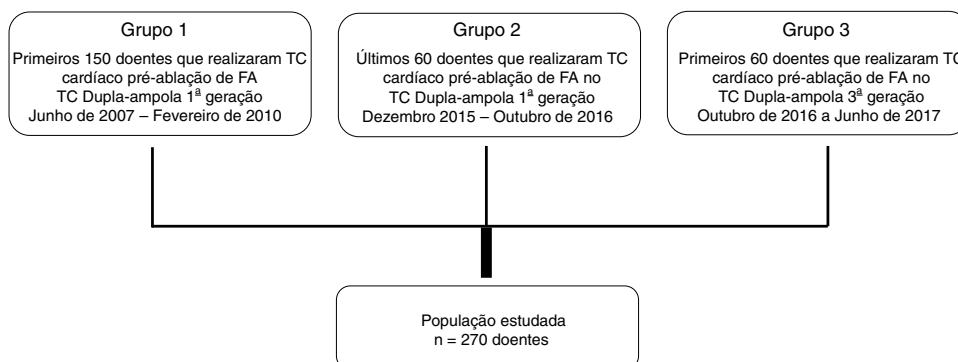 Grupo 1
Primeiros 150 doentes que realizaram TC
cardíaco pré-ablação de FA
TC Dupla-ampola 1ª geração
Junho de 2007 – Fevereiro de 2010
Grupo 2
Últimos 60 doentes que realizaram TC
cardíaco pré-ablação de FA no
TC Dupla-ampola 1ª geração
Dezembro 2015 – Outubro de 2016
Grupo 3
Primeiros 60 doentes que realizaram TC
cardíaco pré-ablação de FA no
TC Dupla-ampola 3ª geração
Outubro de 2016 a Junho de 2017
População estudada
n = 270 doentes